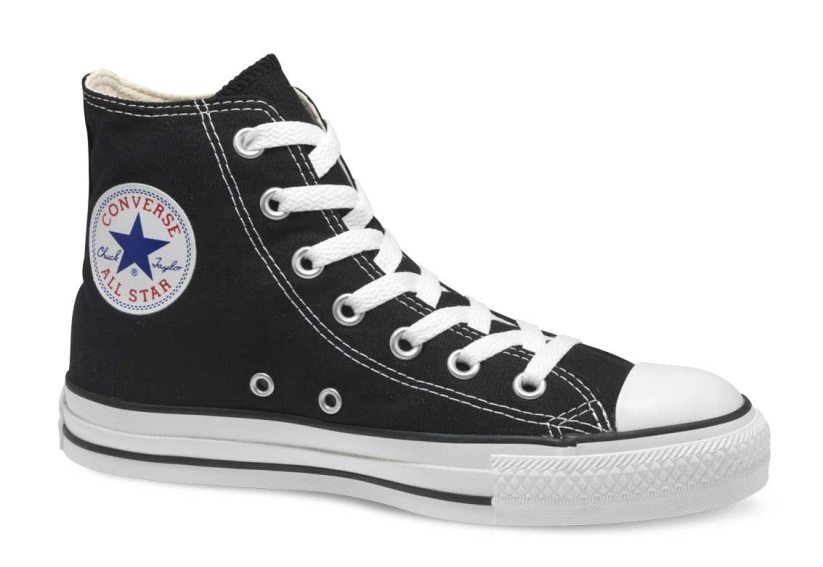 CONVERSE
Chuck Taylor
®
ALL STAR